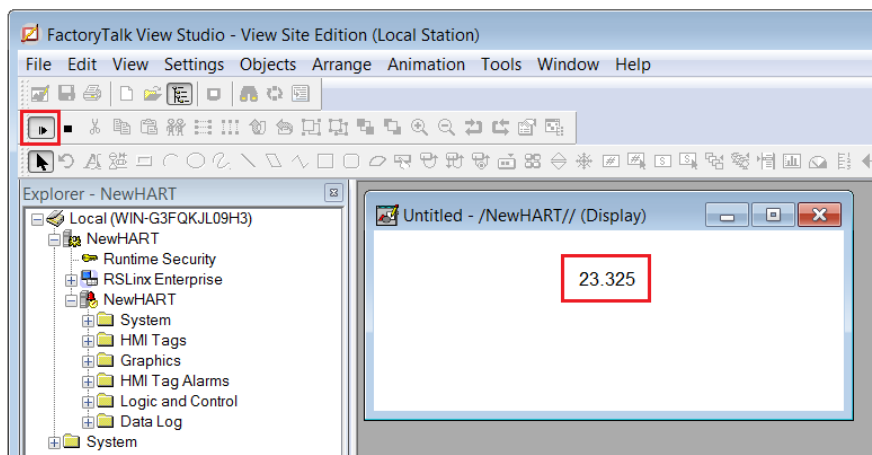 FactoryTalk View Studio - View Site Edition (Local Station)
File Edit View Settings Objects Arrange Animation Tools Window Help
Explorer - NewHART
Local (WIN-G3FQKJL09H3)
NewHART
Runtime Security
RSLinx Enterprise
NewHART
System
HMI Tags
Graphics
HMI Tag Alarms
Logic and Control
Data Log
System
Untitled - /NewHART// (Display)
23.325